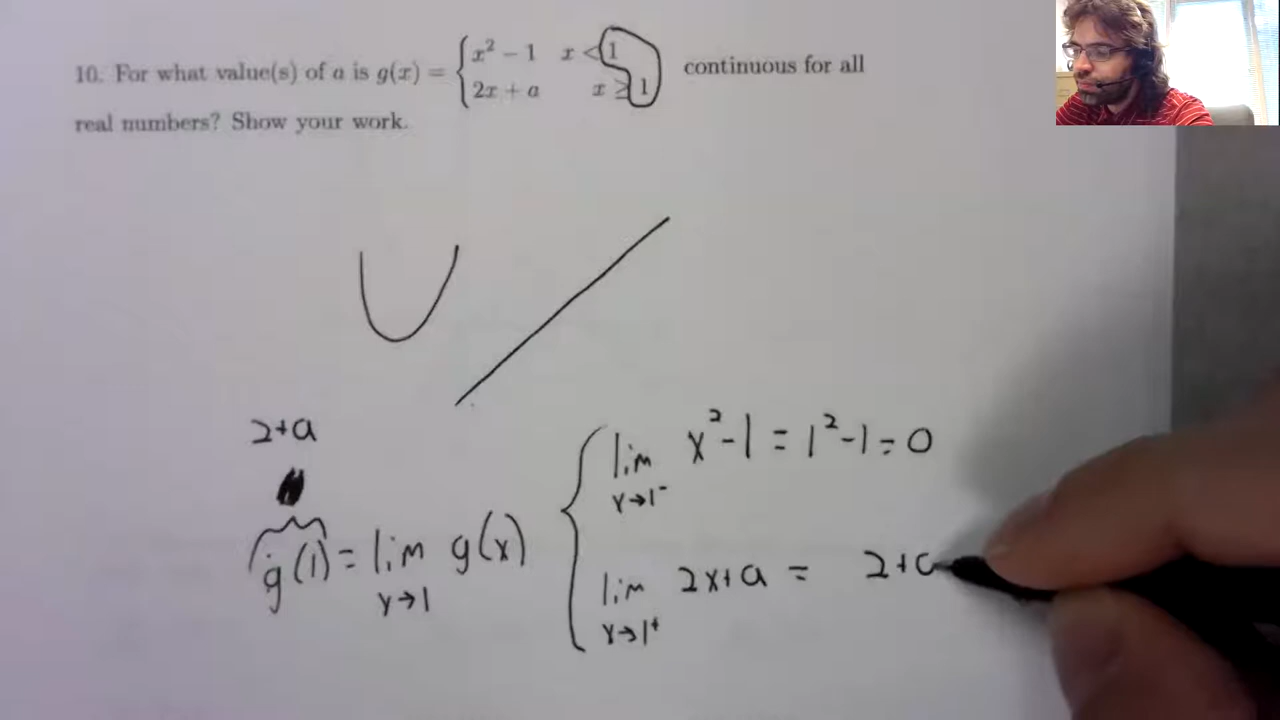 10. For what value(s) of a is g(x) = { x² − 1 x < 1 continuous for all
2x + a x ≥ 1
real numbers? Show your work.
2+a
g(1) = lim g(x)
x→1
lim x²-1 = 1²-1 = 0
x→1⁻
lim 2x+a = 2+a
x→1⁺